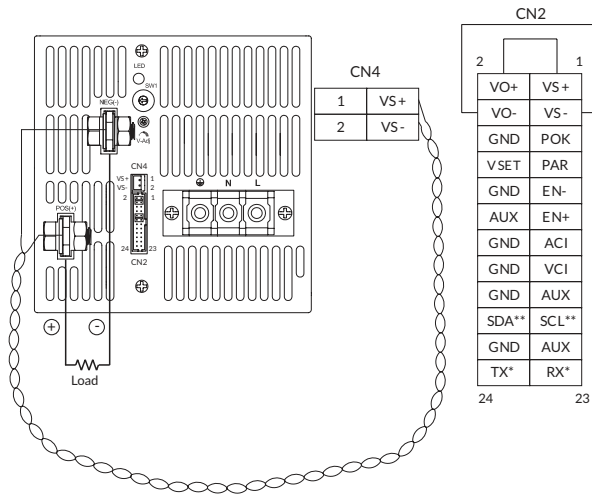 LED
SW1
NEG(-)
V-Adj
CN4
VS+ 1
VS- 2
2 1
POS(+)
⏚ N L
24 23
CN2
+ -
Load
CN4
1 VS+
2 VS-
CN2
2 1
VO+ VS+
VO- VS-
GND POK
VSET PAR
GND EN-
AUX EN+
GND ACI
GND VCI
GND AUX
SDA** SCL**
GND AUX
TX* RX*
24 23